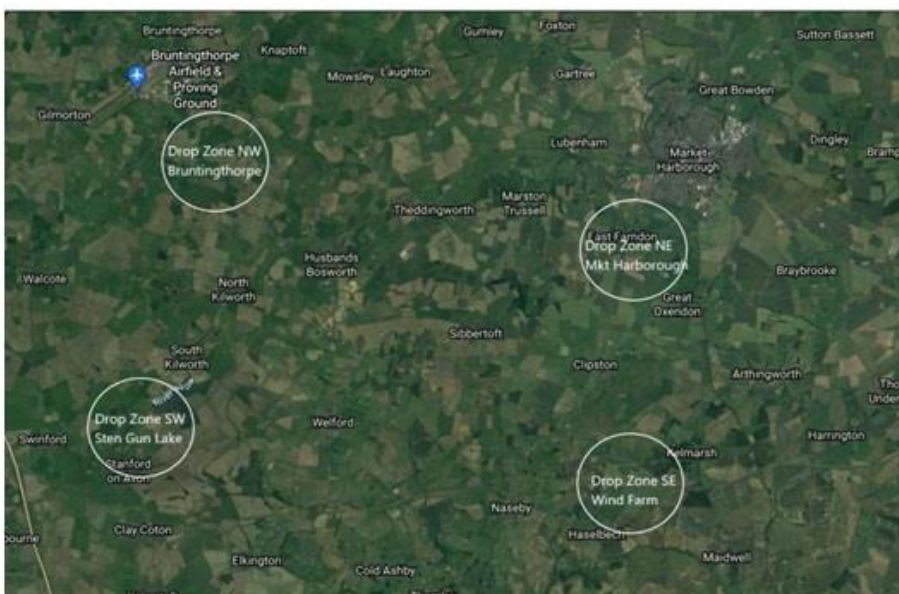 Bruntingthorpe
Gumley
Foxton
Sutton Bassett
Knaptoft
Bruntingthorpe
Airfield &
Proving
Ground
Mowsley
Laughton
Gartree
Great Bowden
Gilmorton
Lubenham
Dingley
Market
Harborough
Drop Zone NW
Bruntingthorpe
Marston
Trussell
Theddingworth
East Farndon
Drop Zone NE
Mkt Harborough
Husbands
Bosworth
Walcote
North
Kilworth
Braybrooke
Great
Oxendon
Sibbertoft
South
Kilworth
Clipston
Arthingworth
Drop Zone SW
Sten Gun Lake
Welford
Swinford
Harrington
Kelmarsh
Stanford
on Avon
Drop Zone SE
Wind Farm
Naseby
Clay Coton
Haselbech
Elkington
Cold Ashby
Maidwell